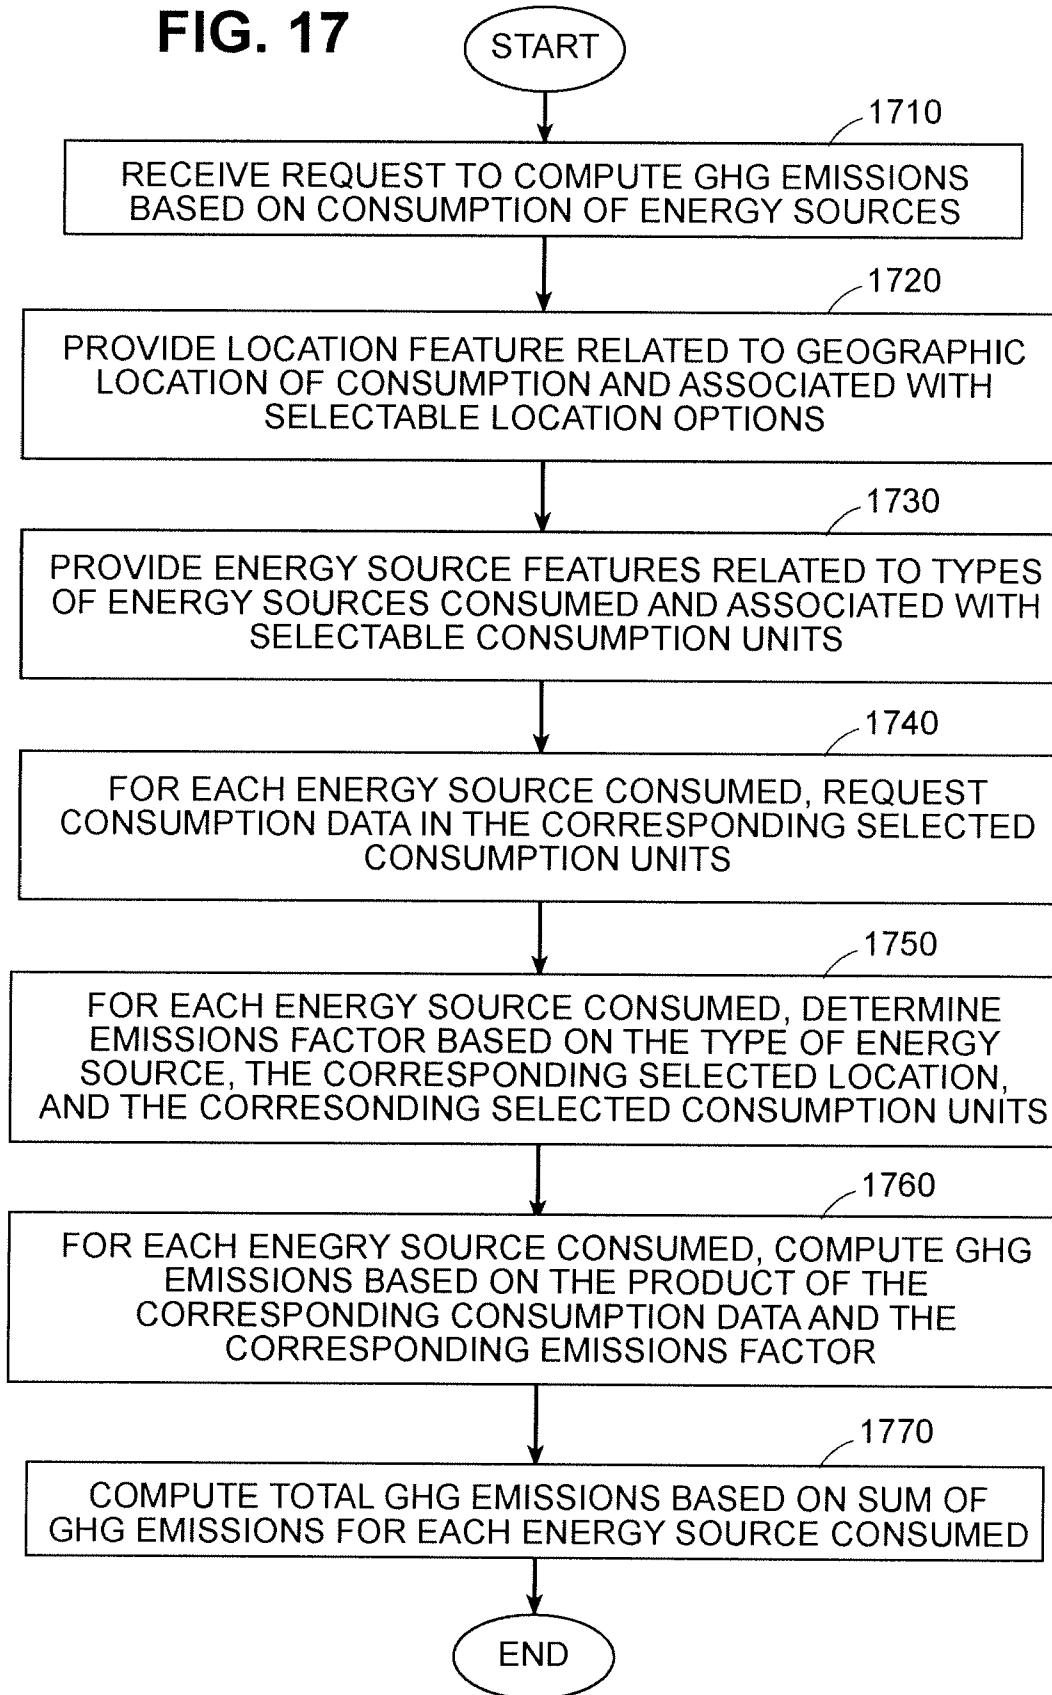 FIG. 17
START
1710
RECEIVE REQUEST TO COMPUTE GHG EMISSIONS
BASED ON CONSUMPTION OF ENERGY SOURCES
1720
PROVIDE LOCATION FEATURE RELATED TO GEOGRAPHIC
LOCATION OF CONSUMPTION AND ASSOCIATED WITH
SELECTABLE LOCATION OPTIONS
1730
PROVIDE ENERGY SOURCE FEATURES RELATED TO TYPES
OF ENERGY SOURCES CONSUMED AND ASSOCIATED WITH
SELECTABLE CONSUMPTION UNITS
1740
FOR EACH ENERGY SOURCE CONSUMED, REQUEST
CONSUMPTION DATA IN THE CORRESPONDING SELECTED
CONSUMPTION UNITS
1750
FOR EACH ENERGY SOURCE CONSUMED, DETERMINE
EMISSIONS FACTOR BASED ON THE TYPE OF ENERGY
SOURCE, THE CORRESPONDING SELECTED LOCATION,
AND THE CORRESONDING SELECTED CONSUMPTION UNITS
1760
FOR EACH ENEGRY SOURCE CONSUMED, COMPUTE GHG
EMISSIONS BASED ON THE PRODUCT OF THE
CORRESPONDING CONSUMPTION DATA AND THE
CORRESPONDING EMISSIONS FACTOR
1770
COMPUTE TOTAL GHG EMISSIONS BASED ON SUM OF
GHG EMISSIONS FOR EACH ENERGY SOURCE CONSUMED
END